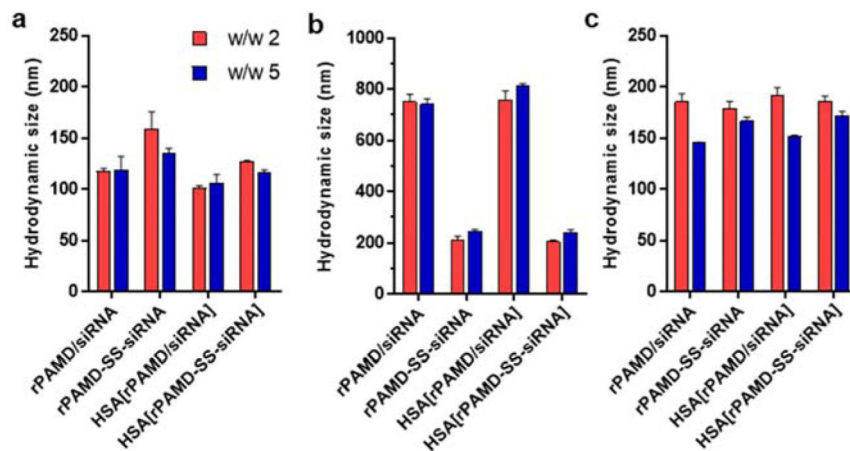 a
Hydrodynamic size (nm)
250
200
150
100
50
0
w/w 2
w/w 5
rPAMD/siRNA
rPAMD-SS-siRNA
HSA[rPAMD/siRNA]
HSA[rPAMD-SS-siRNA]
b
Hydrodynamic size (nm)
1000
800
600
400
200
0
rPAMD/siRNA
rPAMD-SS-siRNA
HSA[rPAMD/siRNA]
HSA[rPAMD-SS-siRNA]
c
Hydrodynamic size (nm)
250
200
150
100
50
0
rPAMD/siRNA
rPAMD-SS-siRNA
HSA[rPAMD/siRNA]
HSA[rPAMD-SS-siRNA]